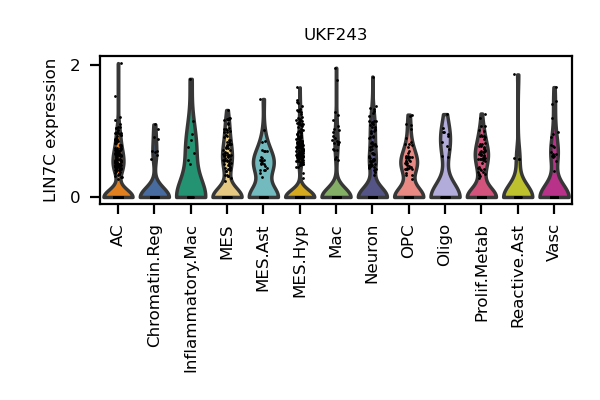 UKF243
LIN7C expression
2
0
AC
Chromatin.Reg
Inflammatory.Mac
MES
MES.Ast
MES.Hyp
Mac
Neuron
OPC
Oligo
Prolif.Metab
Reactive.Ast
Vasc